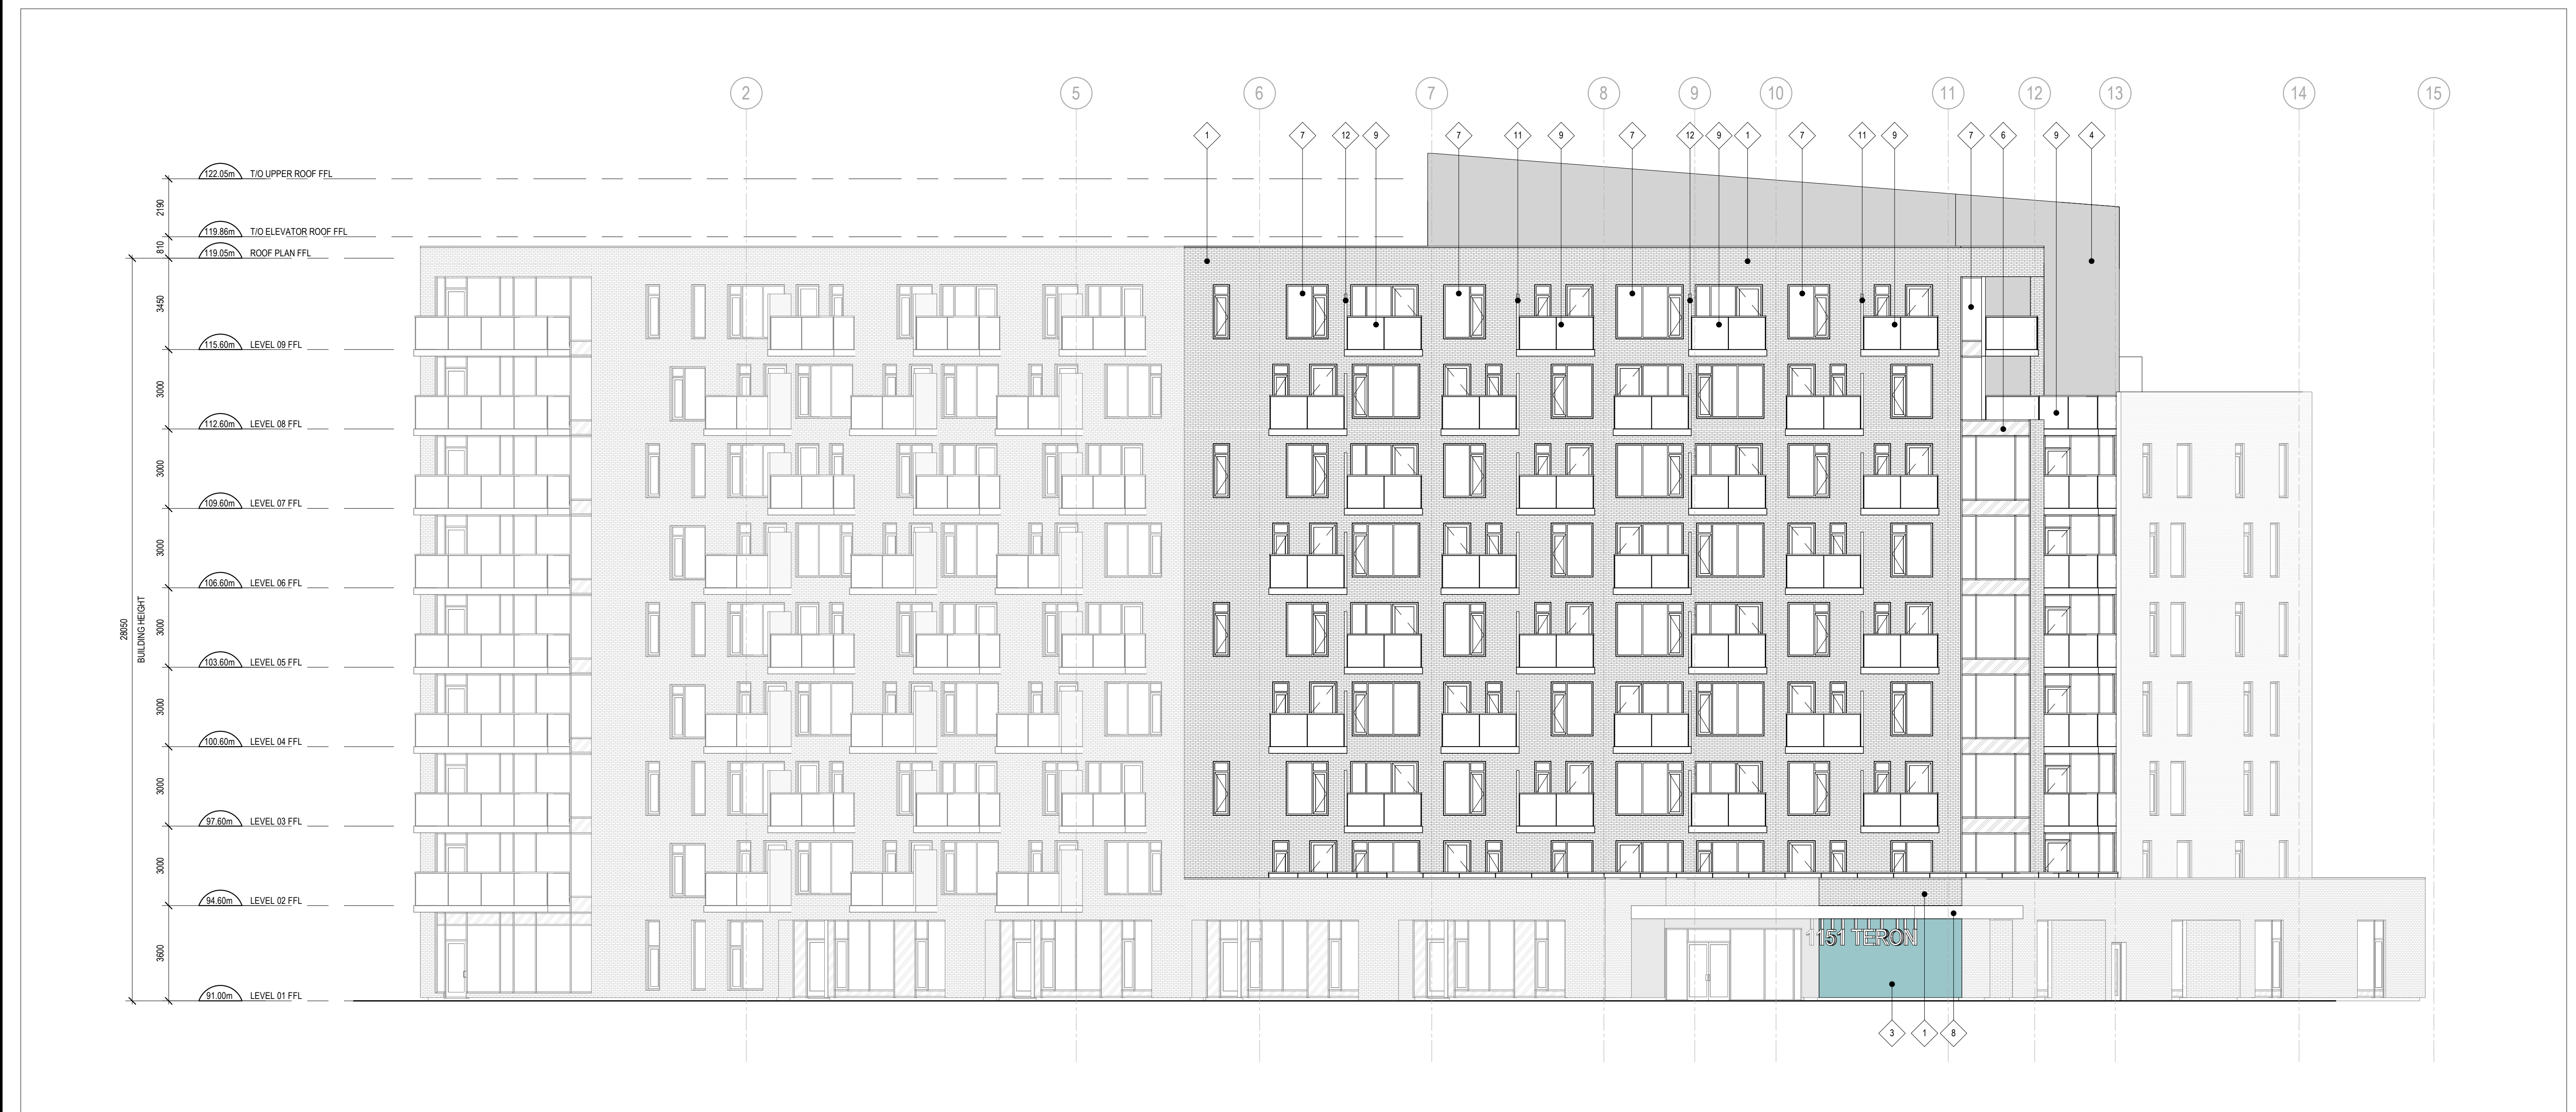 2 5 6 7 8 9 10 11 12 13 14 15
1 7 12 9 7 11 9 7 12 9 1 7 11 9 7 6 9 4
122.05m T/O UPPER ROOF FFL
2190
119.86m T/O ELEVATOR ROOF FFL
810
119.05m ROOF PLAN FFL
3450
115.60m LEVEL 09 FFL
3000
112.60m LEVEL 08 FFL
3000
109.60m LEVEL 07 FFL
3000
106.60m LEVEL 06 FFL
28050
BUILDING HEIGHT
3000
103.60m LEVEL 05 FFL
3000
100.60m LEVEL 04 FFL
3000
97.60m LEVEL 03 FFL
3000
94.60m LEVEL 02 FFL
3600
1151 TERON
91.00m LEVEL 01 FFL
3 1 8